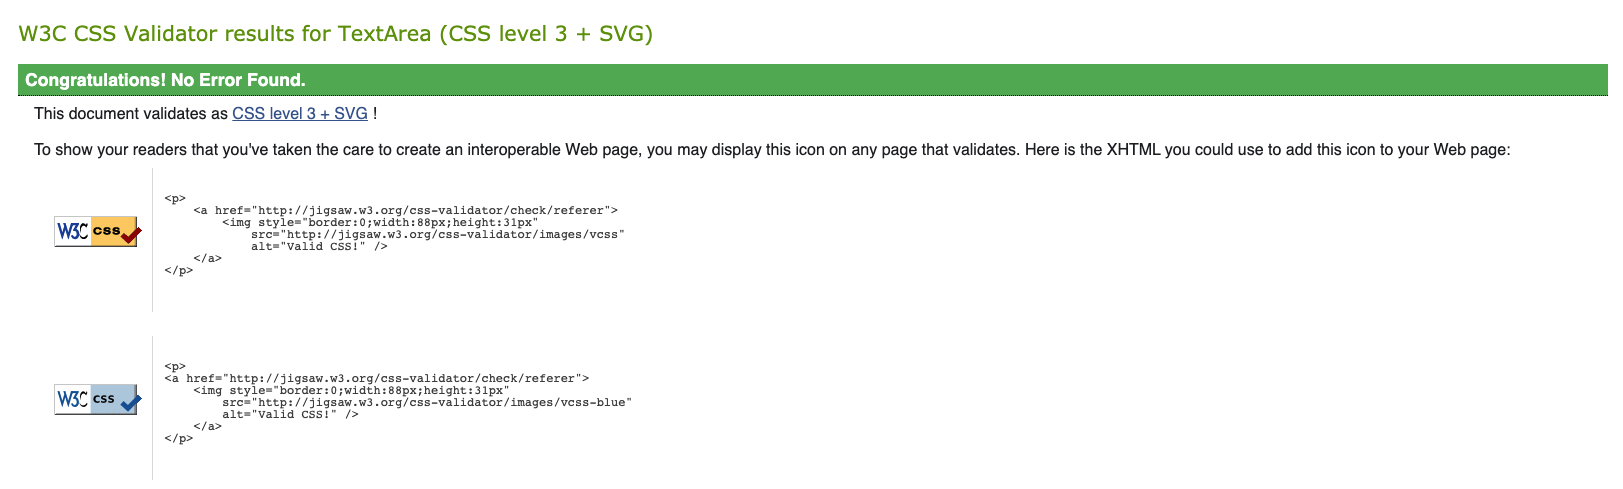 W3C CSS Validator results for TextArea (CSS level 3 + SVG)
Congratulations! No Error Found.
This document validates as CSS level 3 + SVG !
To show your readers that you've taken the care to create an interoperable Web page, you may display this icon on any page that validates. Here is the XHTML you could use to add this icon to your Web page:
W3C css
<p>
    <a href="http://jigsaw.w3.org/css-validator/check/referer">
        <img style="border:0;width:88px;height:31px"
            src="http://jigsaw.w3.org/css-validator/images/vcss"
            alt="Valid CSS!" />
    </a>
</p>
W3C css
<p>
<a href="http://jigsaw.w3.org/css-validator/check/referer">
    <img style="border:0;width:88px;height:31px"
        src="http://jigsaw.w3.org/css-validator/images/vcss-blue"
        alt="Valid CSS!" />
    </a>
</p>